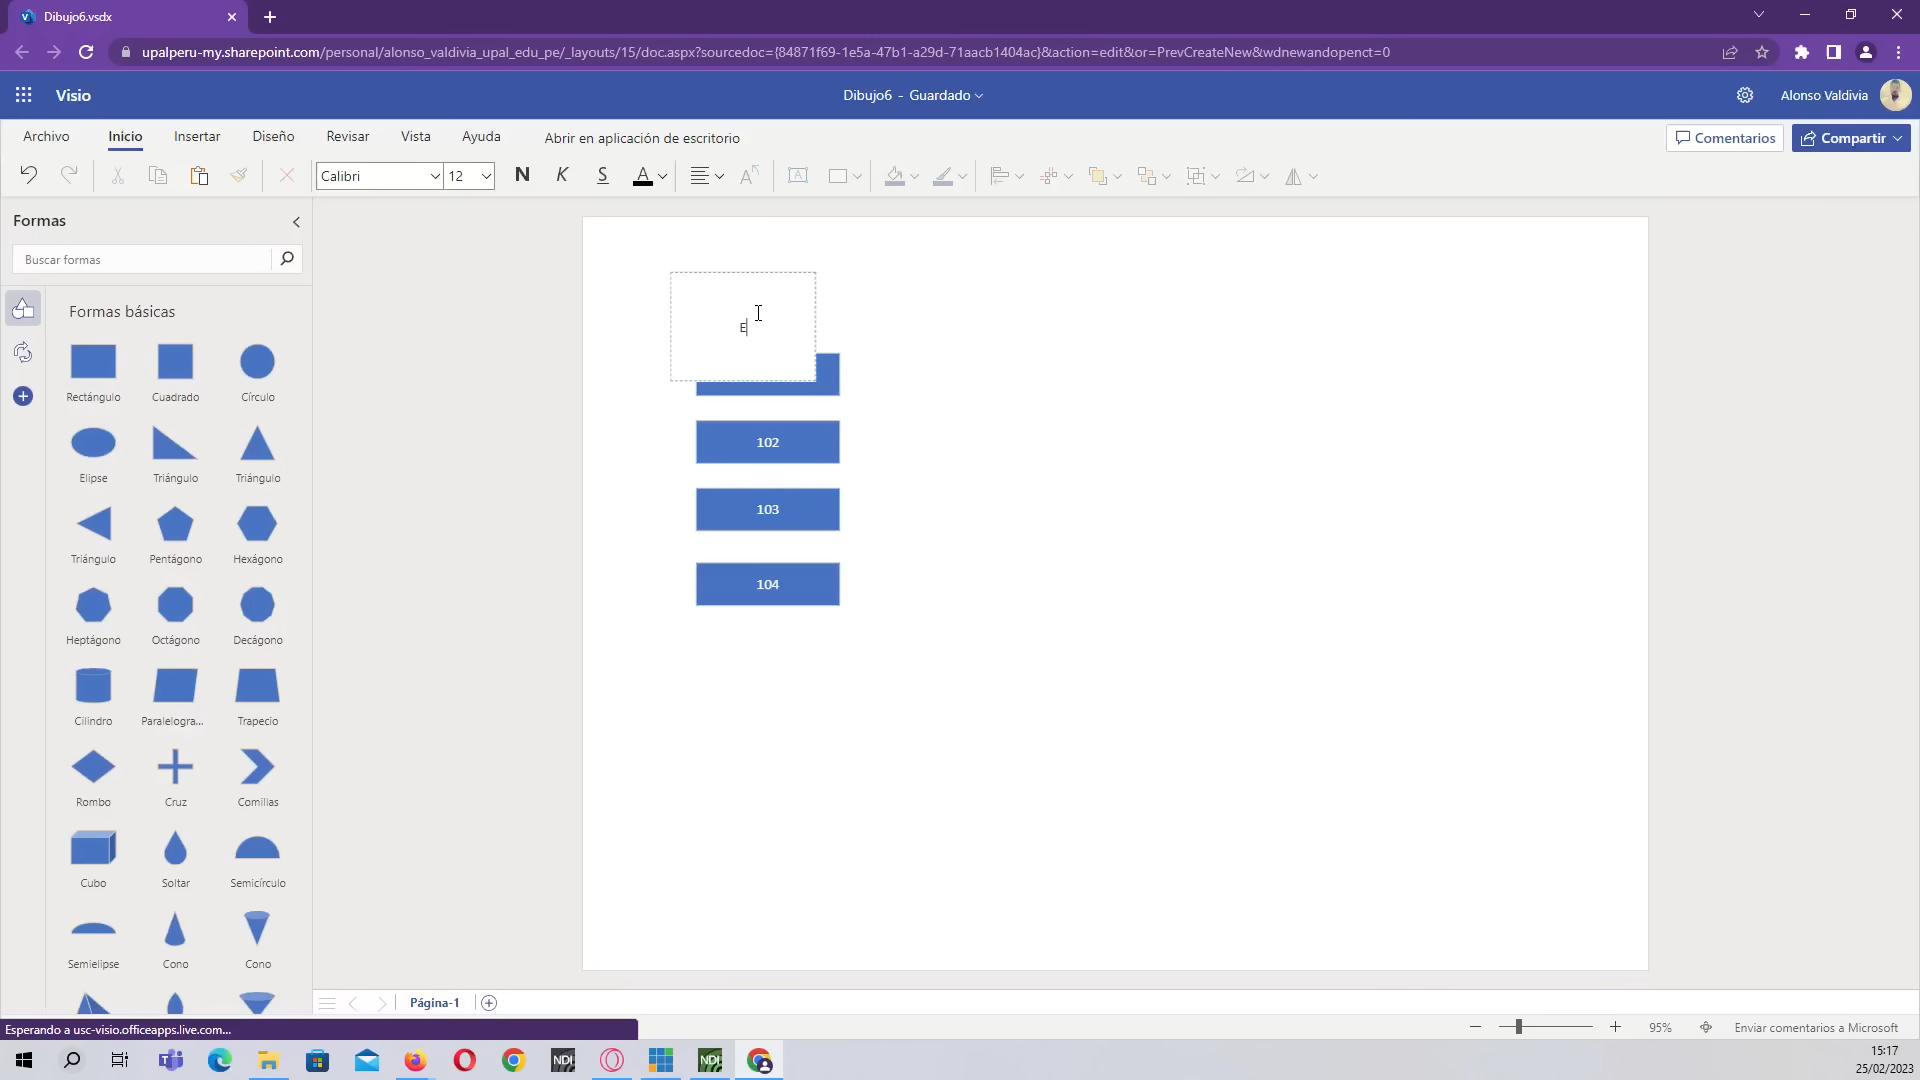 Dibujo6.vsdx
upalperu-my.sharepoint.com/personal/alonso_valdivia_upal_edu_pe/_layouts/15/doc.aspx?sourcedoc={84871f69-1e5a-47b1-a29d-71aacb1404ac}&action=edit&or=PrevCreateNew&wdnewandopenct=0
Visio
Dibujo6 - Guardado
Alonso Valdivia
Archivo Inicio Insertar Diseño Revisar Vista Ayuda Abrir en aplicación de escritorio
Comentarios Compartir
Calibri 12 N K S A A A
Formas
Buscar formas
Formas básicas
Rectángulo Cuadrado Círculo
Elipse Triángulo Triángulo
Triángulo Pentágono Hexágono
Heptágono Octágono Decágono
Cilindro Paralelogra... Trapecio
Rombo Cruz Comillas
Cubo Soltar Semicírculo
Semielipse Cono Cono
E
102
103
104
Página-1
Esperando a usc-visio.officeapps.live.com...
95% Enviar comentarios a Microsoft
NDI NDI
15:17
25/02/2023